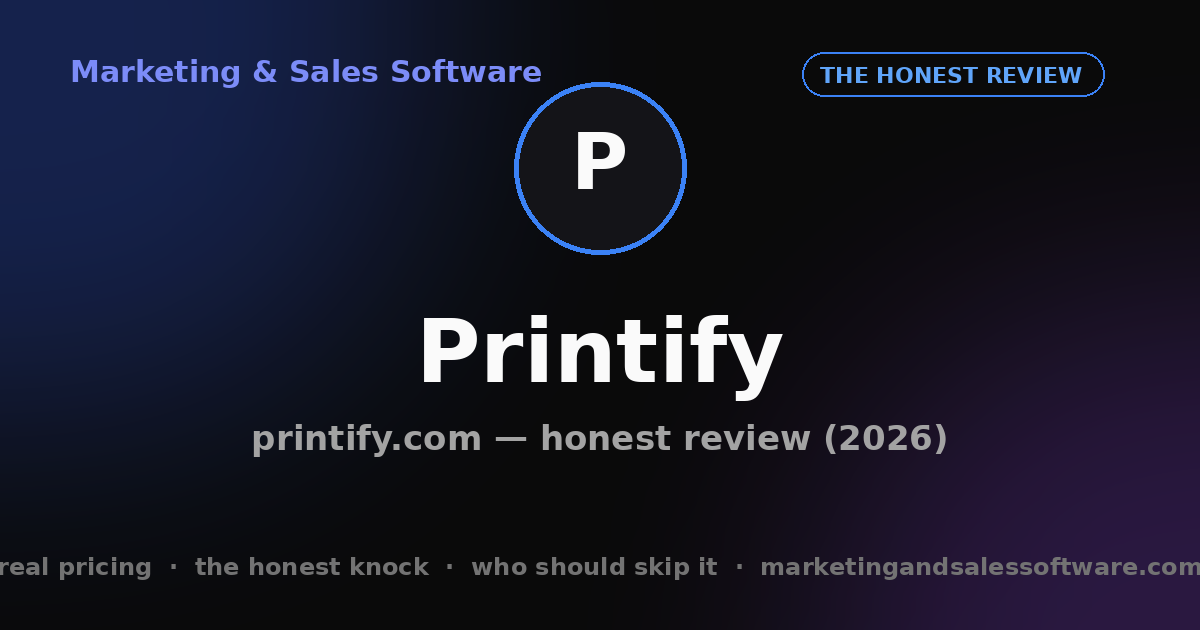 Marketing & Sales Software
THE HONEST REVIEW
P
Printify
printify.com — honest review (2026)
real pricing · the honest knock · who should skip it · marketingandsalessoftware.com